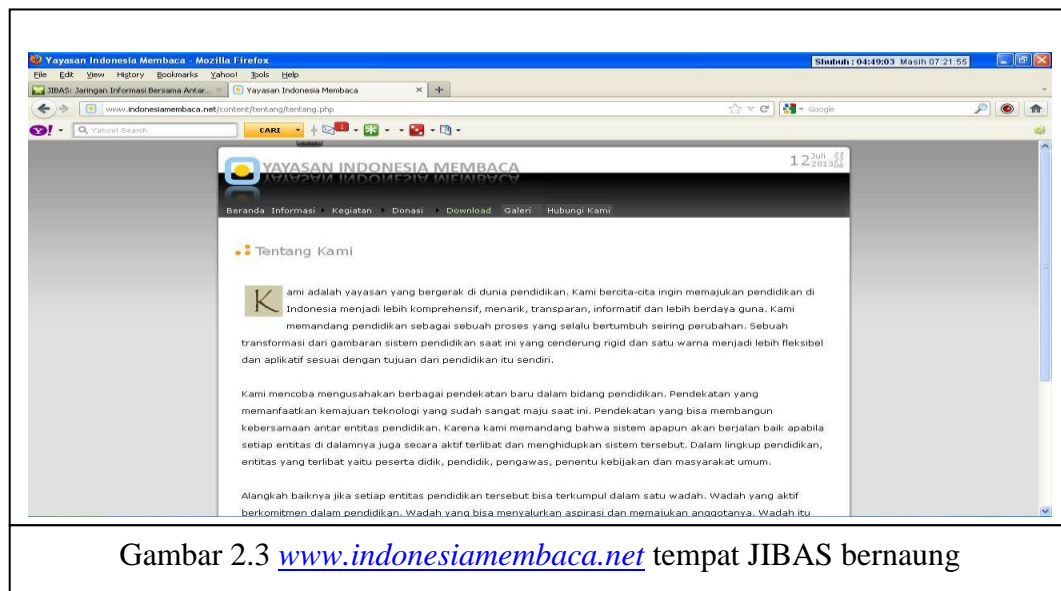 Yayasan Indonesia Membaca - Mozilla Firefox
Shubuh : 04:49:03 Masih 07:21:55
File Edit View History Bookmarks Yahoo! Tools Help
JIBAS: Jaringan Informasi Bersama Antar...
Yayasan Indonesia Membaca
www.indonesiamembaca.net/content/tentang/tentang.php
Google
Yahoo! Search
CARI
YAYASAN INDONESIA MEMBACA
12 Juli 2013
Beranda Informasi Kegiatan Donasi Download Galeri Hubungi Kami
Tentang Kami
Kami adalah yayasan yang bergerak di dunia pendidikan. Kami bercita-cita ingin memajukan pendidikan di
Indonesia menjadi lebih komprehensif, menarik, transparan, informatif dan lebih berdaya guna. Kami
memandang pendidikan sebagai sebuah proses yang selalu bertumbuh seiring perubahan. Sebuah
transformasi dari gambaran sistem pendidikan saat ini yang cenderung rigid dan satu warna menjadi lebih fleksibel
dan aplikatif sesuai dengan tujuan dari pendidikan itu sendiri.
Kami mencoba mengusahakan berbagai pendekatan baru dalam bidang pendidikan. Pendekatan yang
memanfaatkan kemajuan teknologi yang sudah sangat maju saat ini. Pendekatan yang bisa membangun
kebersamaan antar entitas pendidikan. Karena kami memandang bahwa sistem apapun akan berjalan baik apabila
setiap entitas di dalamnya juga secara aktif terlibat dan menghidupkan sistem tersebut. Dalam lingkup pendidikan,
entitas yang terlibat yaitu peserta didik, pendidik, pengawas, penentu kebijakan dan masyarakat umum.
Alangkah baiknya jika setiap entitas pendidikan tersebut bisa terkumpul dalam satu wadah. Wadah yang aktif
berkomitmen dalam pendidikan. Wadah yang bisa menyalurkan aspirasi dan memajukan anggotanya. Wadah itu
Gambar 2.3 www.indonesiamembaca.net tempat JIBAS bernaung